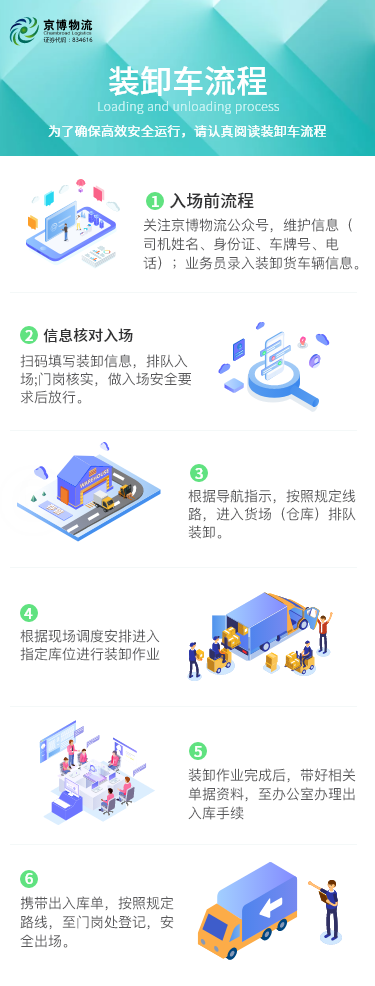 京博物流
Chambroad Logistics
证券代码：834616
装卸车流程
Loading and unloading process
为了确保高效安全运行，请认真阅读装卸车流程
1 入场前流程
关注京博物流公众号，维护信息（
司机姓名、身份证、车牌号、电
话）；业务员录入装卸货车辆信息。
2 信息核对入场
扫码填写装卸信息，排队入
场;门岗核实，做入场安全要
求后放行。
WAREHOUSE
3
根据导航指示，按照规定线
路，进入货场（仓库）排队
装卸。
4
根据现场调度安排进入
指定库位进行装卸作业
5
装卸作业完成后，带好相关
单据资料，至办公室办理出
入库手续
6
携带出入库单，按照规定
路线，至门岗处登记，安
全出场。